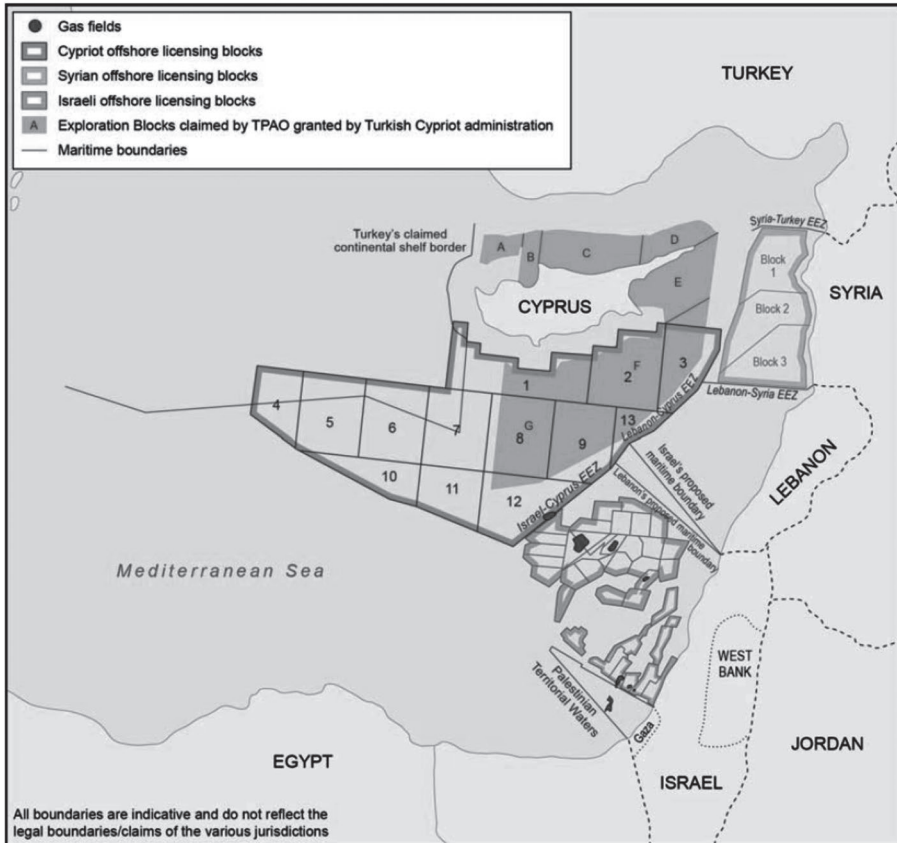 Gas fields
Cypriot offshore licensing blocks
Syrian offshore licensing blocks
Israeli offshore licensing blocks
A Exploration Blocks claimed by TPAO granted by Turkish Cypriot administration
Maritime boundaries
TURKEY
Turkey's claimed
continental shelf border
Syria-Turkey EEZ
A
B
C
D
E
CYPRUS
Block
1
Block 2
Block 3
SYRIA
Lebanon-Syria EEZ
1
2
F
3
4
5
6
7
8
G
9
13
Lebanon-Cyprus EEZ
10
11
12
Israel-Cyprus EEZ
Israel's proposed
maritime boundary
Lebanon's proposed maritime
boundary
LEBANON
Mediterranean Sea
Palestinian
Territorial Waters
WEST
BANK
Gaza
JORDAN
EGYPT
ISRAEL
All boundaries are indicative and do not reflect the
legal boundaries/claims of the various jurisdictions